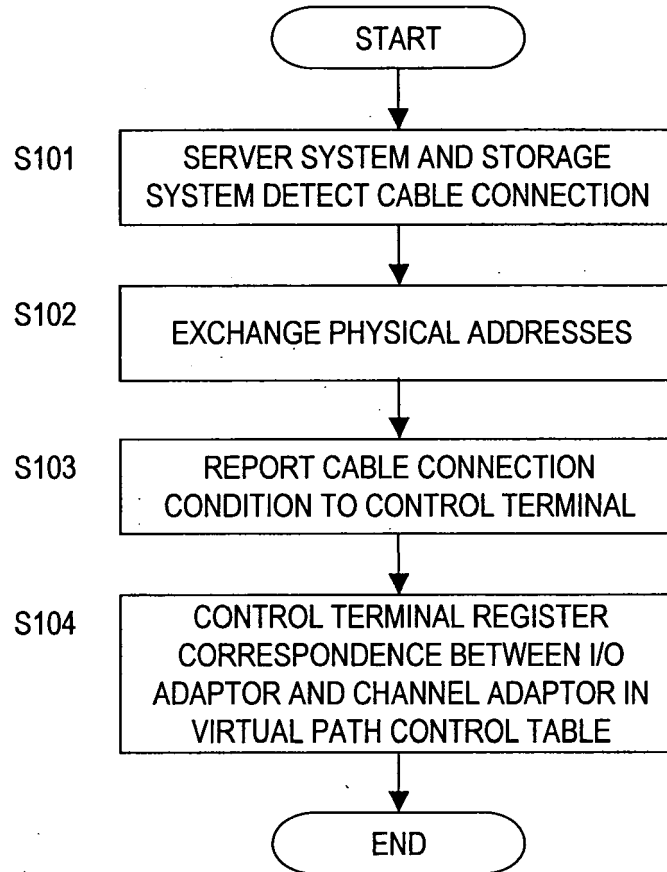 START
S101
SERVER SYSTEM AND STORAGE
SYSTEM DETECT CABLE CONNECTION
S102
EXCHANGE PHYSICAL ADDRESSES
S103
REPORT CABLE CONNECTION
CONDITION TO CONTROL TERMINAL
S104
CONTROL TERMINAL REGISTER
CORRESPONDENCE BETWEEN I/O
ADAPTOR AND CHANNEL ADAPTOR IN
VIRTUAL PATH CONTROL TABLE
END